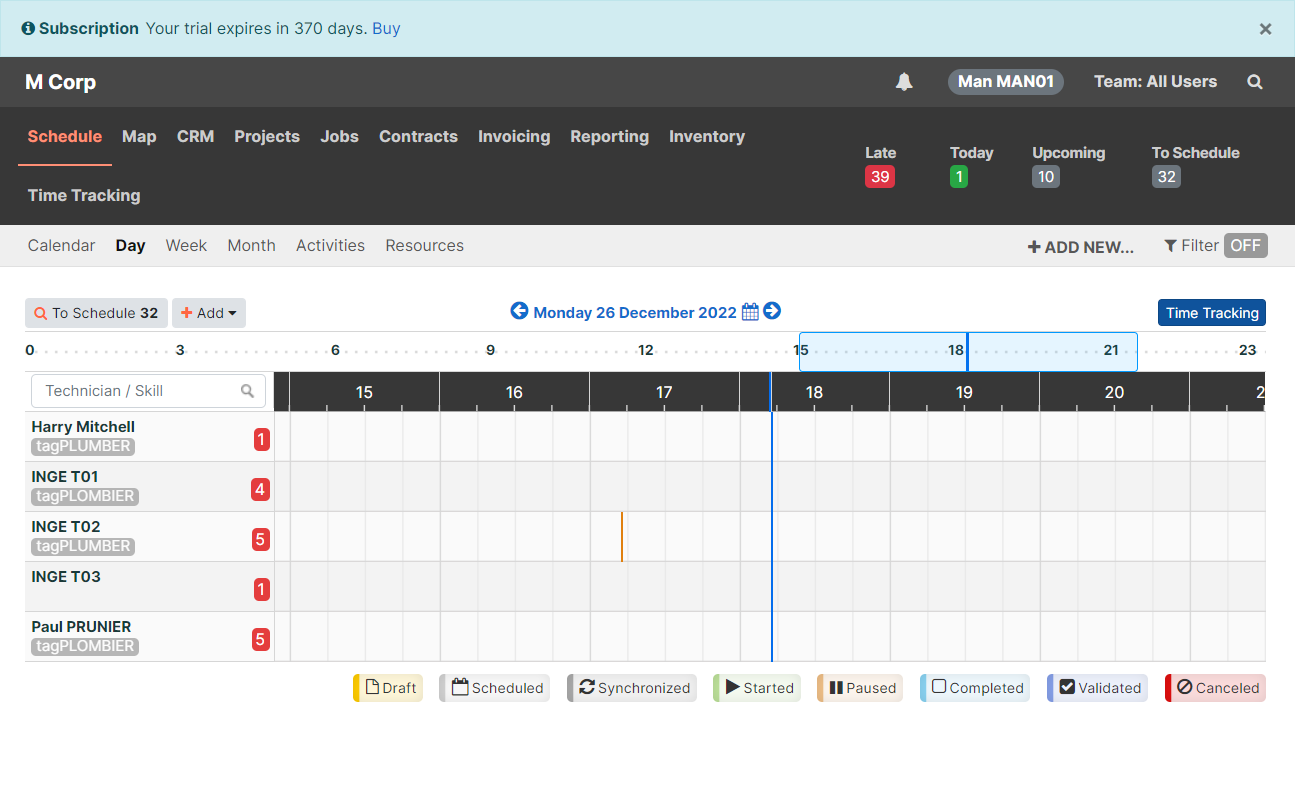 Subscription Your trial expires in 370 days. Buy ×
M Corp Man MAN01 Team: All Users
Schedule Map CRM Projects Jobs Contracts Invoicing Reporting Inventory
Time Tracking
Late Today Upcoming To Schedule
39 1 10 32
Calendar Day Week Month Activities Resources + ADD NEW... Filter OFF
To Schedule 32 + Add Monday 26 December 2022 Time Tracking
0 3 6 9 12 15 18 21 23
Technician / Skill 15 16 17 18 19 20 2
Harry Mitchell
tagPLUMBER 1
INGE T01
tagPLOMBIER 4
INGE T02
tagPLUMBER 5
INGE T03
1
Paul PRUNIER
tagPLOMBIER 5
Draft Scheduled Synchronized Started Paused Completed Validated Canceled